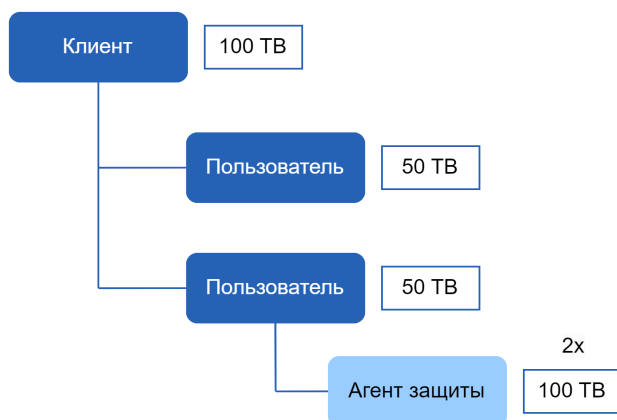 Клиент
100 ТВ
Пользователь
50 ТВ
Пользователь
50 ТВ
2x
Агент защиты
100 ТВ